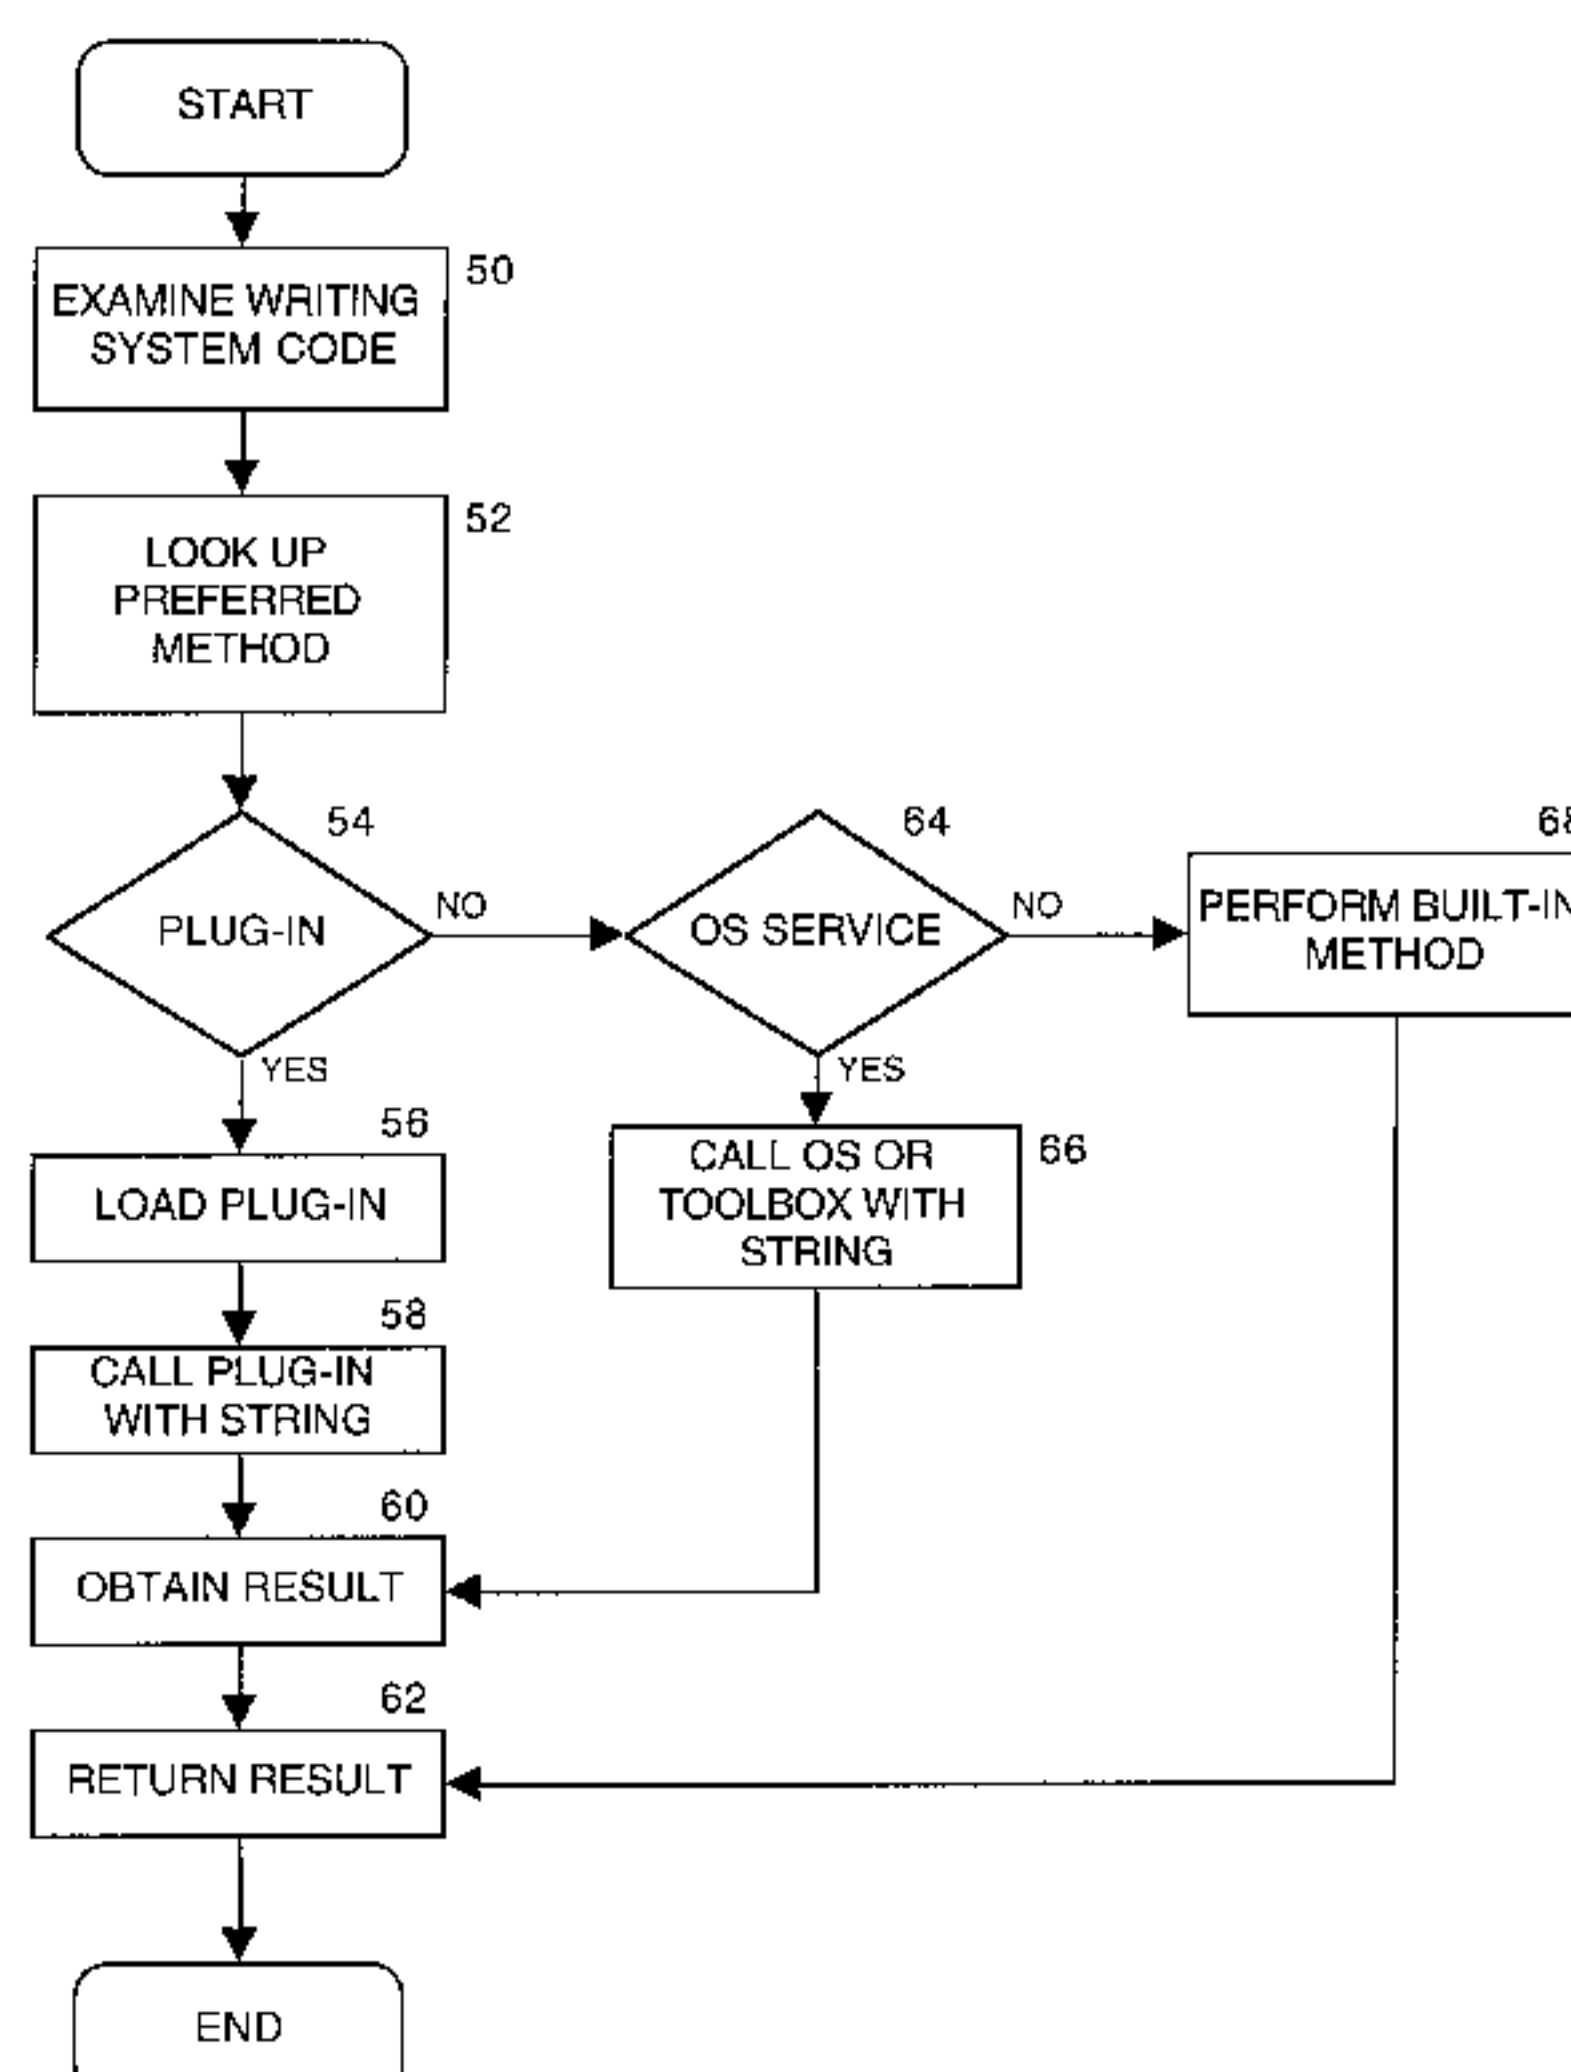 START
50
EXAMINE WRITING
SYSTEM CODE
52
LOOK UP
PREFERRED
METHOD
54
PLUG-IN
NO
YES
64
OS SERVICE
NO
YES
68
PERFORM BUILT-IN
METHOD
56
LOAD PLUG-IN
66
CALL OS OR
TOOLBOX WITH
STRING
58
CALL PLUG-IN
WITH STRING
60
OBTAIN RESULT
62
RETURN RESULT
END